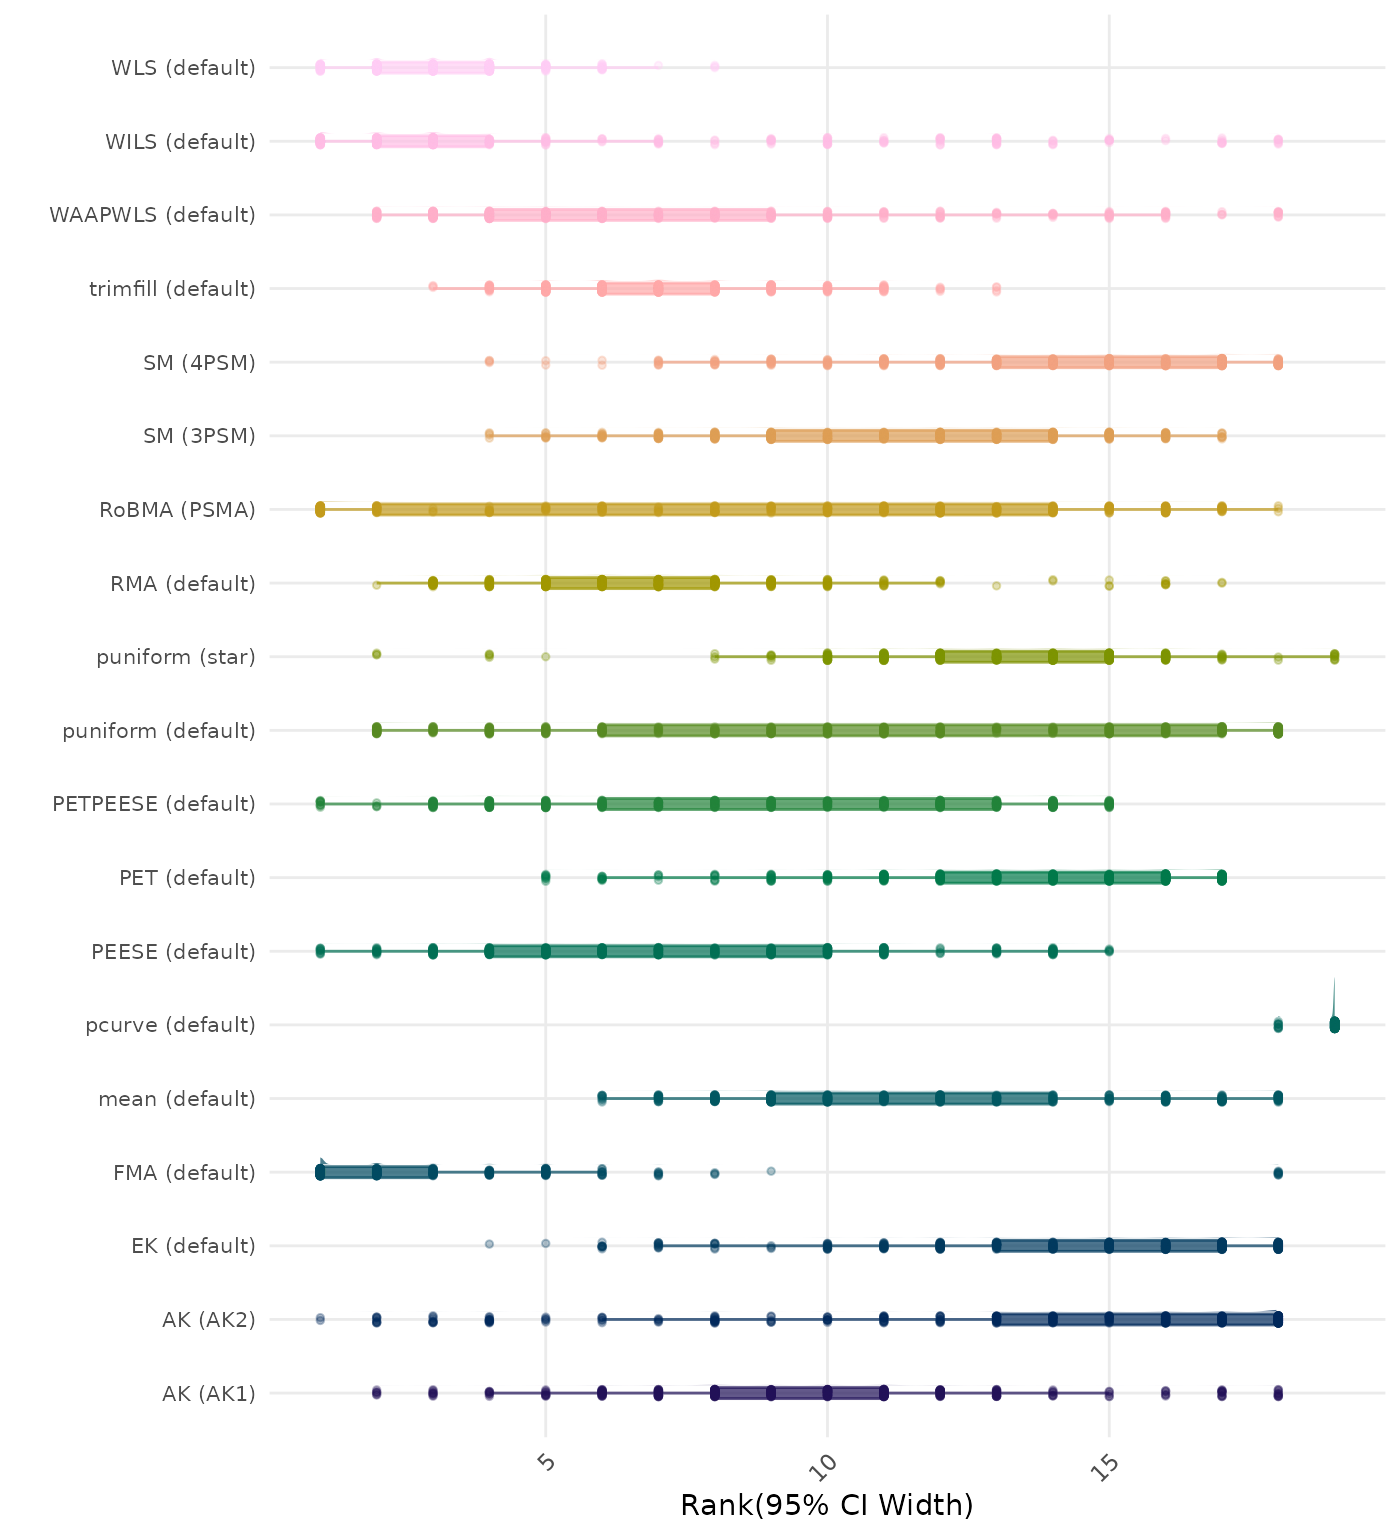 WLS (default)
WILS (default)
WAAPWLS (default)
trimfill (default)
SM (4PSM)
SM (3PSM)
RoBMA (PSMA)
RMA (default)
puniform (star)
puniform (default)
PETPEESE (default)
PET (default)
PEESE (default)
pcurve (default)
mean (default)
FMA (default)
EK (default)
AK (AK2)
AK (AK1)
5
10
15
Rank(95% CI Width)